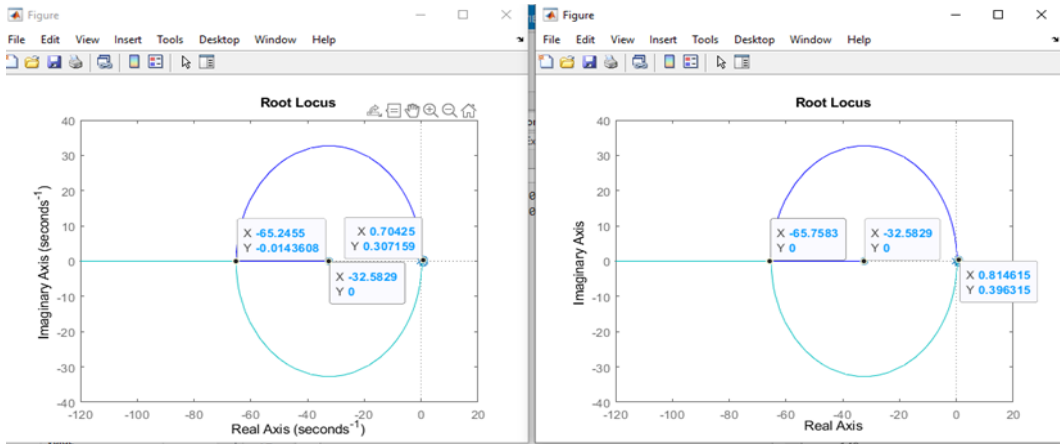 Figure
File Edit View Insert Tools Desktop Window Help
Root Locus
40
30
20
10
0
-10
-20
-30
-40
Imaginary Axis (seconds⁻¹)
X -65.2455
Y -0.0143608
X 0.70425
Y 0.307159
X -32.5829
Y 0
-120 -100 -80 -60 -40 -20 0 20
Real Axis (seconds⁻¹)
Figure
File Edit View Insert Tools Desktop Window Help
Root Locus
40
30
20
10
0
-10
-20
-30
-40
Imaginary Axis
X -65.7583
Y 0
X -32.5829
Y 0
X 0.814615
Y 0.396315
-120 -100 -80 -60 -40 -20 0 20
Real Axis